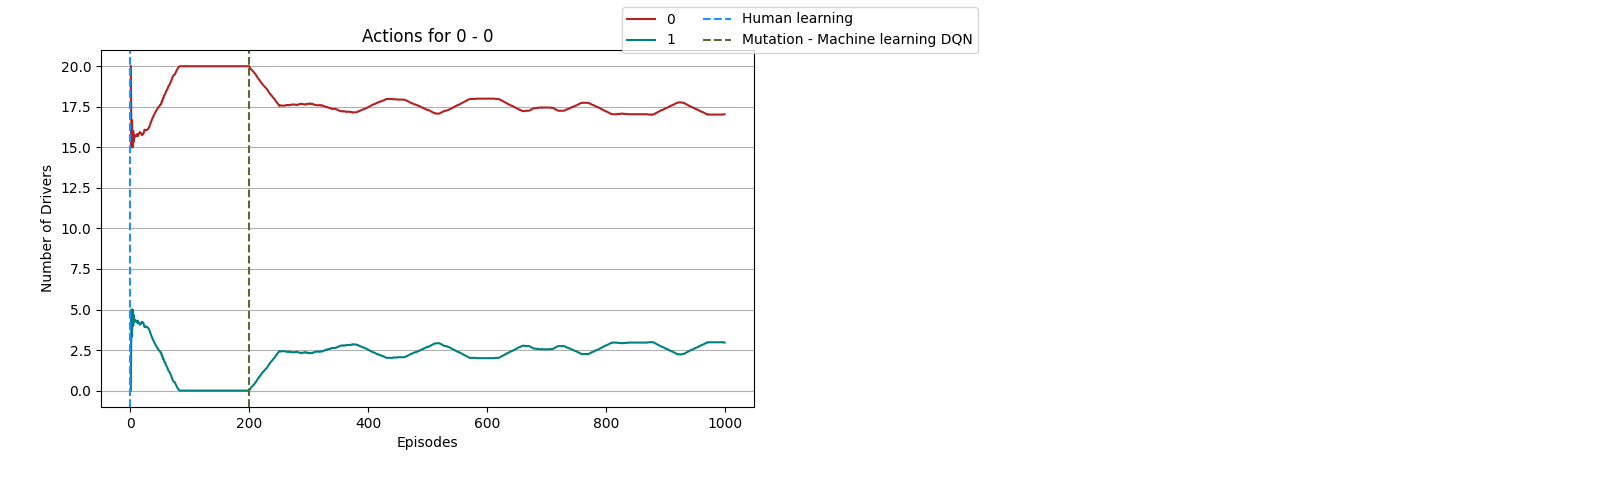 0 Human learning
1 Mutation - Machine learning DQN
Actions for 0 - 0
20.0
17.5
15.0
12.5
10.0
7.5
5.0
2.5
0.0
Number of Drivers
0 200 400 600 800 1000
Episodes